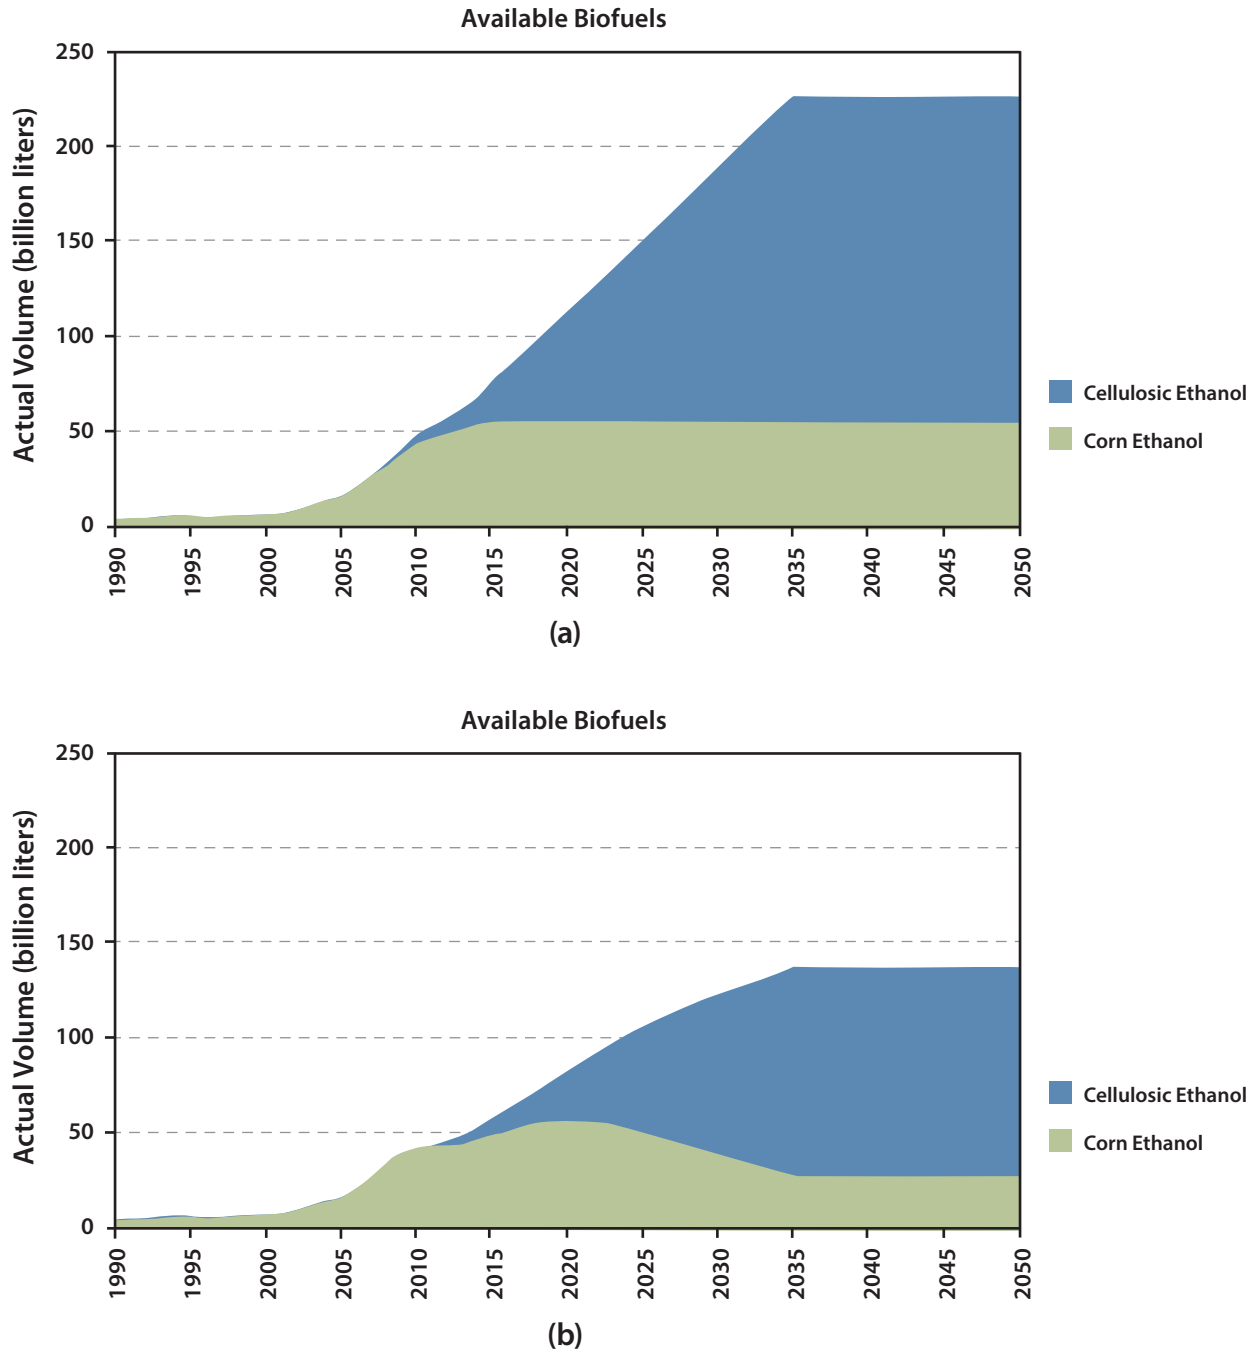 Available Biofuels
Actual Volume (billion liters)
250
200
150
100
50
0
1990 1995 2000 2005 2010 2015 2020 2025 2030 2035 2040 2045 2050
Cellulosic Ethanol
Corn Ethanol
(a)
Available Biofuels
Actual Volume (billion liters)
250
200
150
100
50
0
1990 1995 2000 2005 2010 2015 2020 2025 2030 2035 2040 2045 2050
Cellulosic Ethanol
Corn Ethanol
(b)